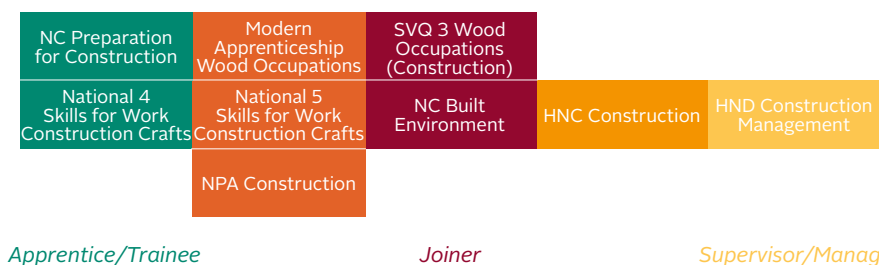 NC Preparation
for Construction
Modern
Apprenticeship
Wood Occupations
SVQ 3 Wood
Occupations
(Construction)
National 4
Skills for Work
Construction Crafts
National 5
Skills for Work
Construction Crafts
NC Built
Environment
HNC Construction
HND Construction
Management
NPA Construction
Apprentice/Trainee
Joiner
Supervisor/Manag